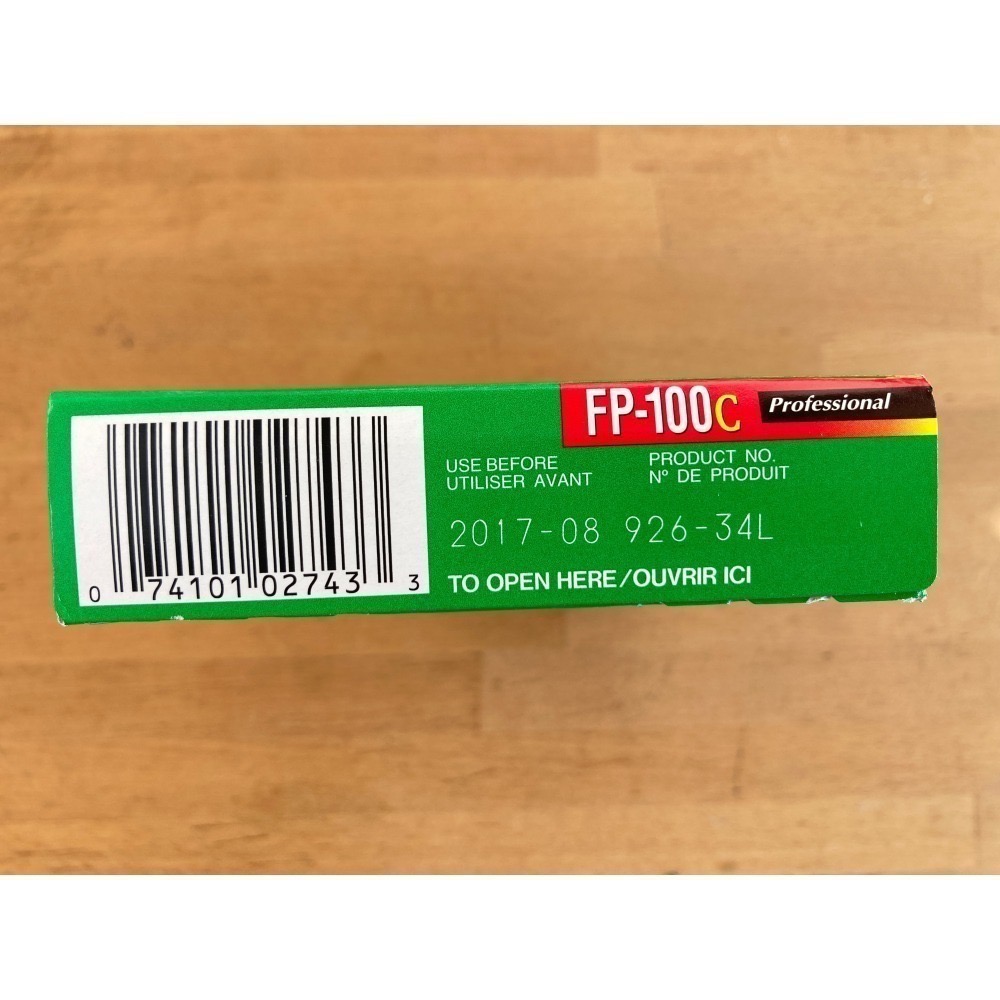 FP-100C Professional
USE BEFORE
UTILISER AVANT
PRODUCT NO.
Nº DE PRODUIT
2017-08 926-34L
TO OPEN HERE/OUVRIR ICI
0 74101 02743 3